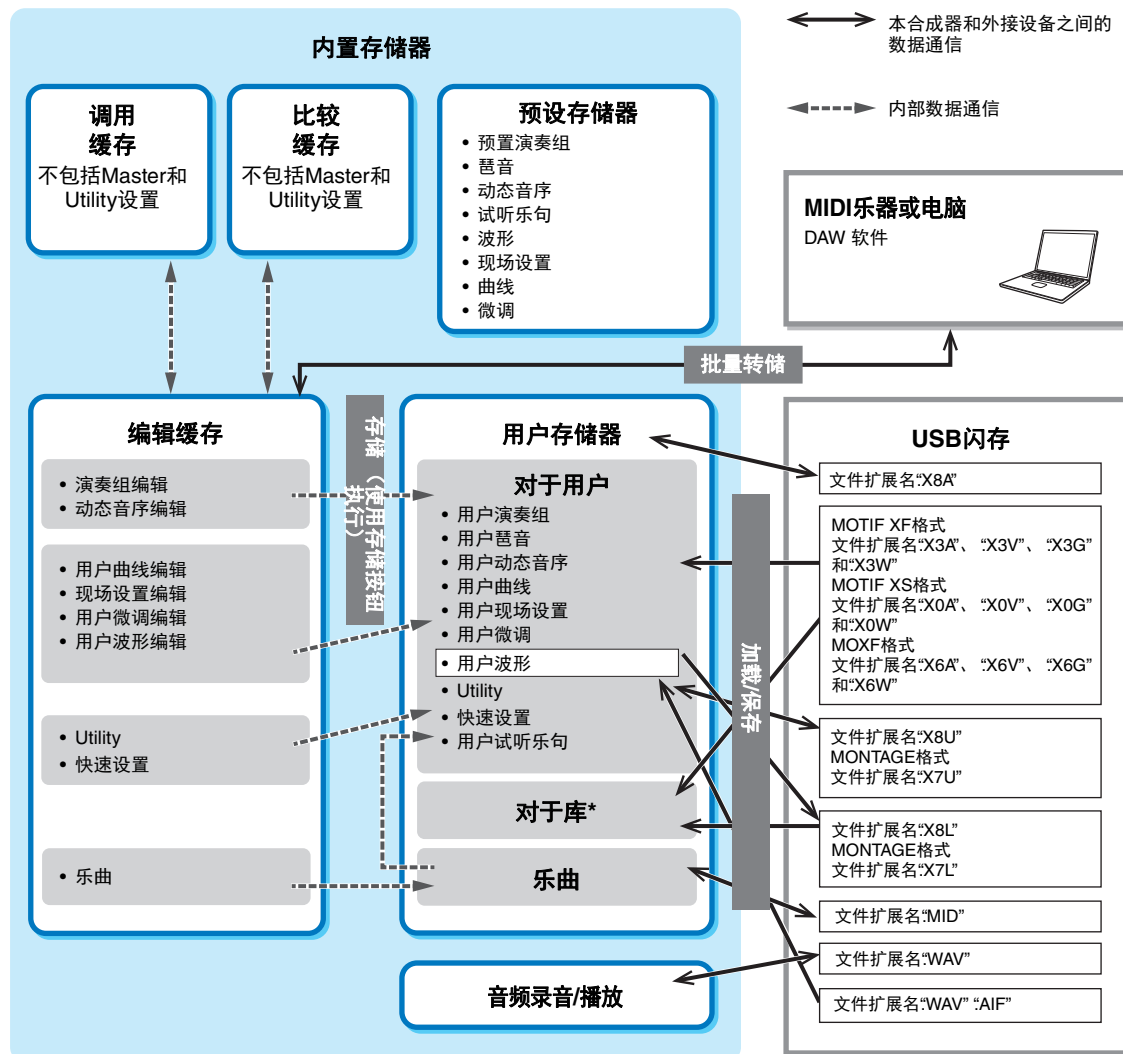 内置存储器
调用
缓存
不包括Master和
Utility设置
比较
缓存
不包括Master和
Utility设置
预设存储器
• 预置演奏组
• 琶音
• 动态音序
• 试听乐句
• 波形
• 现场设置
• 曲线
• 微调
本合成器和外接设备之间的
数据通信
内部数据通信
MIDI乐器或电脑
DAW 软件
批量转储
编辑缓存
• 演奏组编辑
• 动态音序编辑
• 用户曲线编辑
• 现场设置编辑
• 用户微调编辑
• 用户波形编辑
• Utility
• 快速设置
• 乐曲
存储（使用存储按钮
执行）
用户存储器
对于用户
• 用户演奏组
• 用户琶音
• 用户动态音序
• 用户曲线
• 用户现场设置
• 用户微调
• 用户波形
• Utility
• 快速设置
• 用户试听乐句
对于库*
乐曲
音频录音/播放
加载/保存
USB闪存
文件扩展名“.X8A”
MOTIF XF格式
文件扩展名“.X3A”、 “.X3V”、 “.X3G”
和“.X3W”
MOTIF XS格式
文件扩展名“.X0A”、 “.X0V”、 “.X0G”
和“.X0W”
MOXF格式
文件扩展名“.X6A”、 “.X6V”、 “.X6G”
和“.X6W”
文件扩展名“.X8U”
MONTAGE格式
文件扩展名“.X7U”
文件扩展名“.X8L”
MONTAGE格式
文件扩展名“.X7L”
文件扩展名“.MID”
文件扩展名“.WAV”
文件扩展名“.WAV” “.AIF”